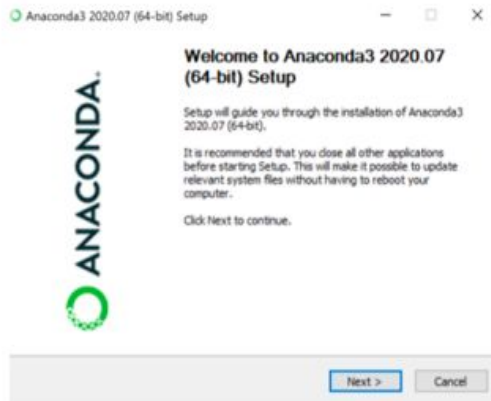 Anaconda3 2020.07 (64-bit) Setup
Welcome to Anaconda3 2020.07
(64-bit) Setup
Setup will guide you through the installation of Anaconda3
2020.07 (64-bit).
It is recommended that you close all other applications
before starting Setup. This will make it possible to update
relevant system files without having to reboot your
computer.
Click Next to continue.
ANACONDA.
Next >
Cancel